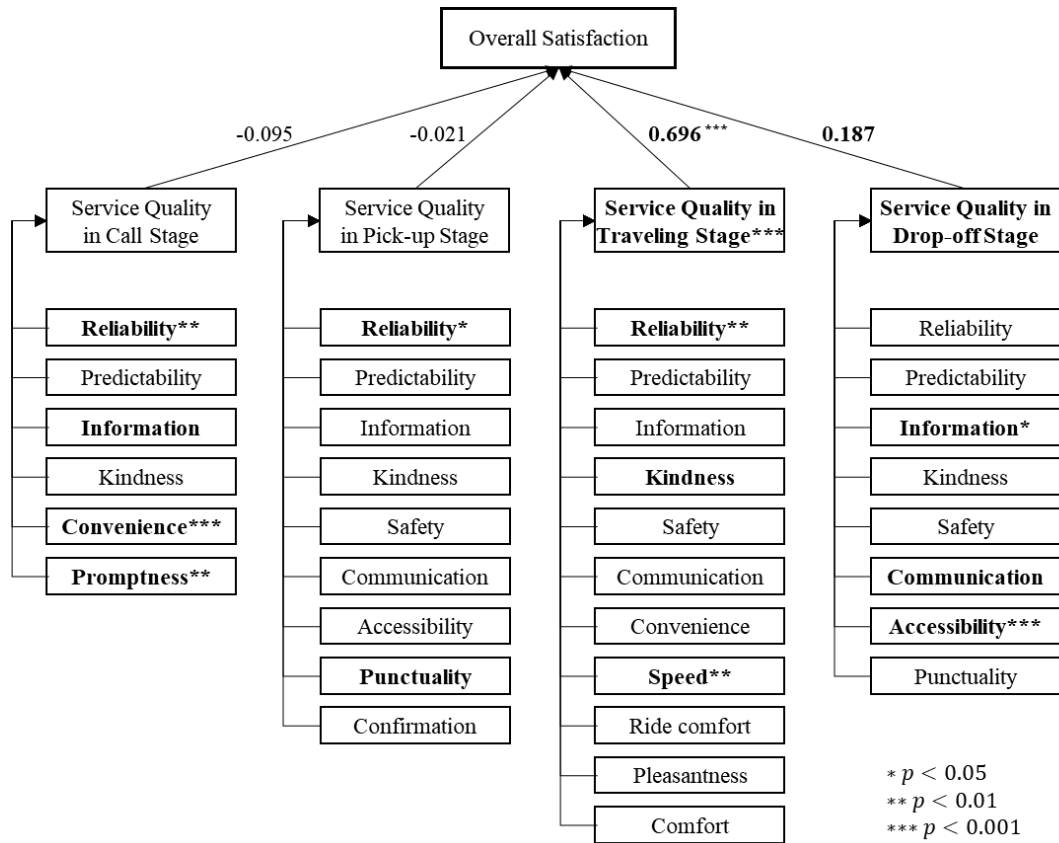 Overall Satisfaction
-0.095
-0.021
0.696 ***
0.187
Service Quality
in Call Stage
Service Quality
in Pick-up Stage
Service Quality in
Traveling Stage***
Service Quality in
Drop-off Stage
Reliability**
Predictability
Information
Kindness
Convenience***
Promptness**
Reliability*
Predictability
Information
Kindness
Safety
Communication
Accessibility
Punctuality
Confirmation
Reliability**
Predictability
Information
Kindness
Safety
Communication
Convenience
Speed**
Ride comfort
Pleasantness
Comfort
Reliability
Predictability
Information*
Kindness
Safety
Communication
Accessibility***
Punctuality
* p < 0.05
** p < 0.01
*** p < 0.001